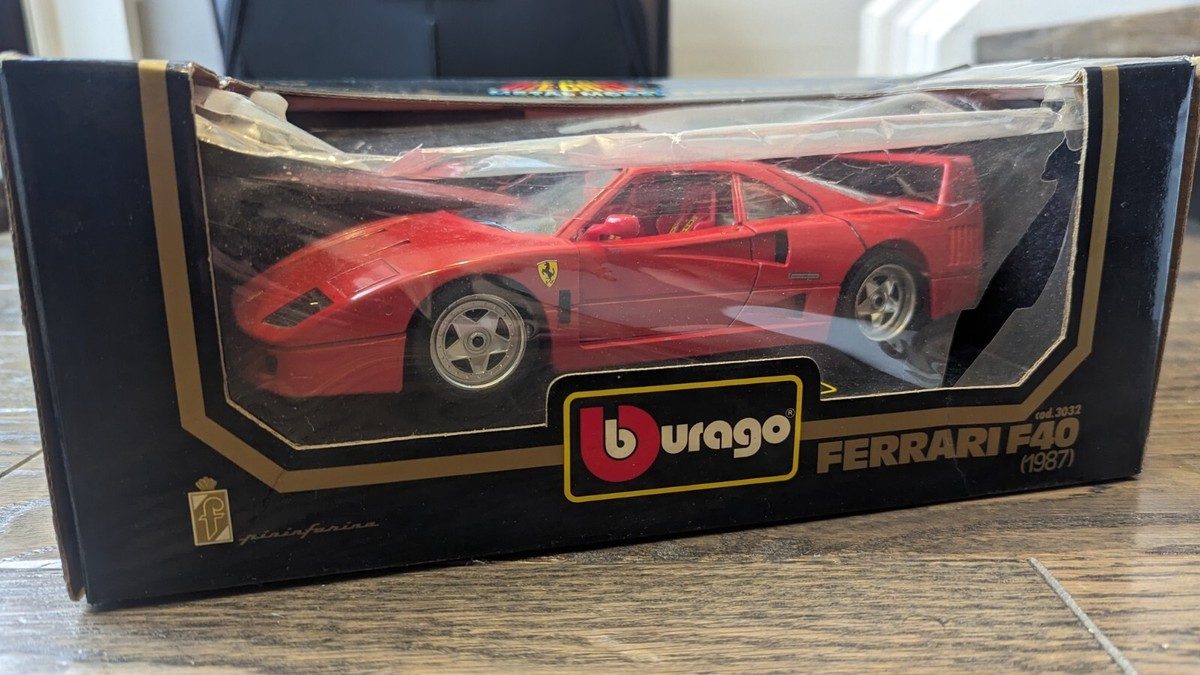 burago®
cod. 3032
FERRARI F40
(1987)
f
pininfarina